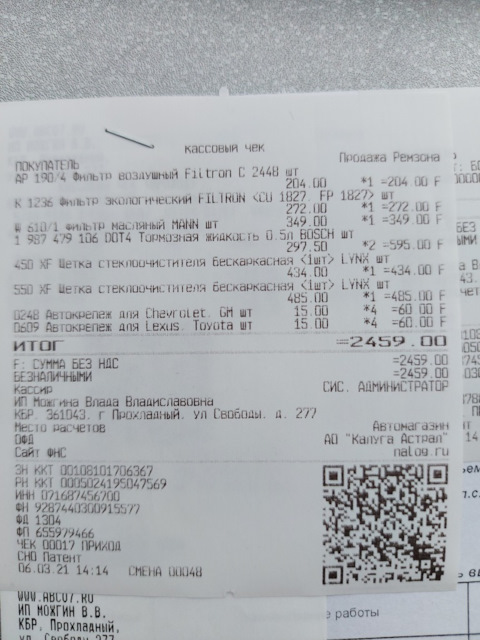 кассовый чек
ПОКУПАТЕЛЬ Продажа Ремзона
AP 190/4 Фильтр воздушный Filtron C 2448 шт
204.00 *1 =204.00 F
K 1236 Фильтр экологический FILTRON <CU 1827, FP 1827> шт
272.00 *1 =272.00 F
W 610/1 фильтр масляный MANN шт
349.00 *1 =349.00 F
1 987 479 106 DOT4 Тормозная жидкость 0.5л BOSCH шт
297.50 *2 =595.00 F
450 XF Щетка стеклоочистителя бескаркасная <1шт> LYNX шт
434.00 *1 =434.00 F
550 XF Щетка стеклоочистителя бескаркасная <1шт> LYNX шт
485.00 *1 =485.00 F
0248 Автокрепеж для Chevrolet, GM шт 15.00 *4 =60.00 F
0609 Автокрепеж для Lexus, Toyota шт 15.00 *4 =60.00 F
ИТОГ =2459.00
F: СУММА БЕЗ НДС =2459.00
БЕЗНАЛИЧНЫМИ =2459.00
Кассир СИС. АДМИНИСТРАТОР
ИП Можгина Влада Владиславовна
КБР, 361043, г Прохладный, ул Свободы, д. 277
Место расчетов Автомагазин
ОФД АО "Калуга Астрал"
Сайт ФНС nalog.ru
ЗН ККТ 00108101706367
РН ККТ 0005024195047569
ИНН 071687456700
ФН 9287440300915577
ФД 1304
ФП 655979466
ЧЕК 00017 ПРИХОД
СНО Патент
06.03.21 14:14 СМЕНА 00048
WWW.ABCO7.RU
ИП МОЖГИН В.В.
КБР, Прохладный,
ул. Свободы 277
е работы